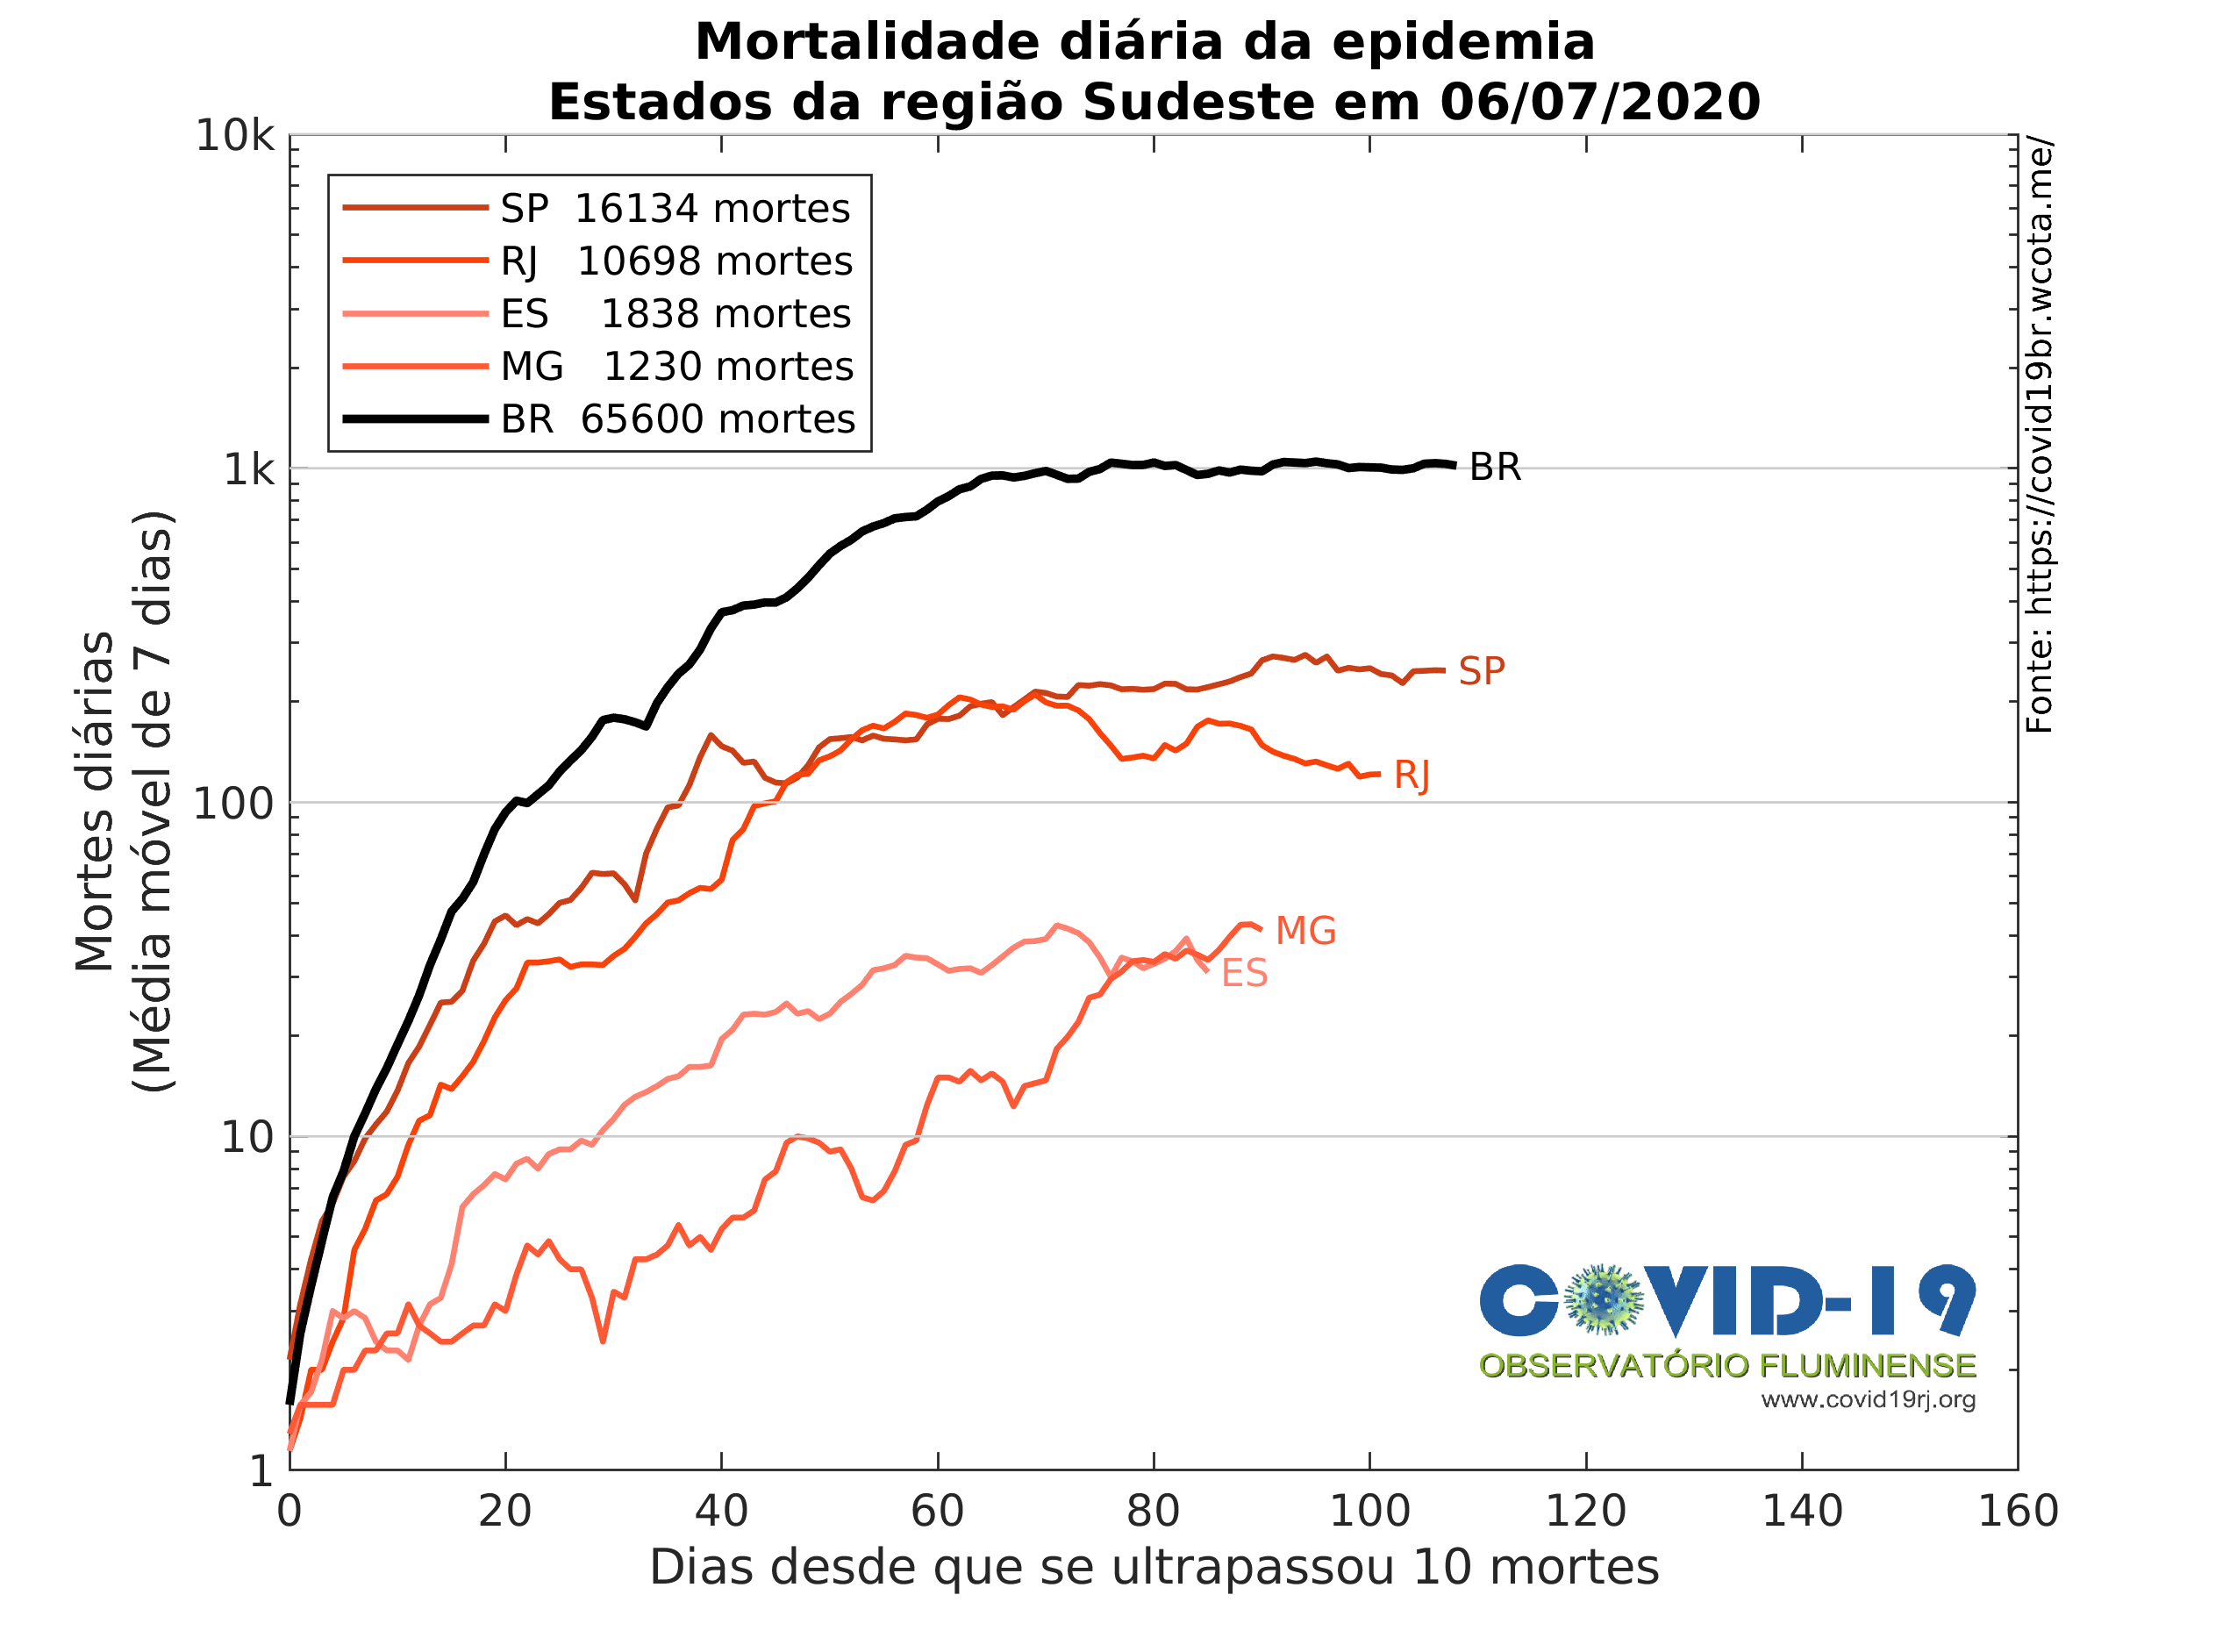 Mortalidade diária da epidemia
Estados da região Sudeste em 06/07/2020
10k
1k
100
10
1
Mortes diárias
(Média móvel de 7 dias)
SP 16134 mortes
RJ 10698 mortes
ES 1838 mortes
MG 1230 mortes
BR 65600 mortes
BR
SP
RJ
MG
ES
Fonte: https://covid19br.wcota.me/
COVID-19
OBSERVATÓRIO FLUMINENSE
www.covid19rj.org
0 20 40 60 80 100 120 140 160
Dias desde que se ultrapassou 10 mortes